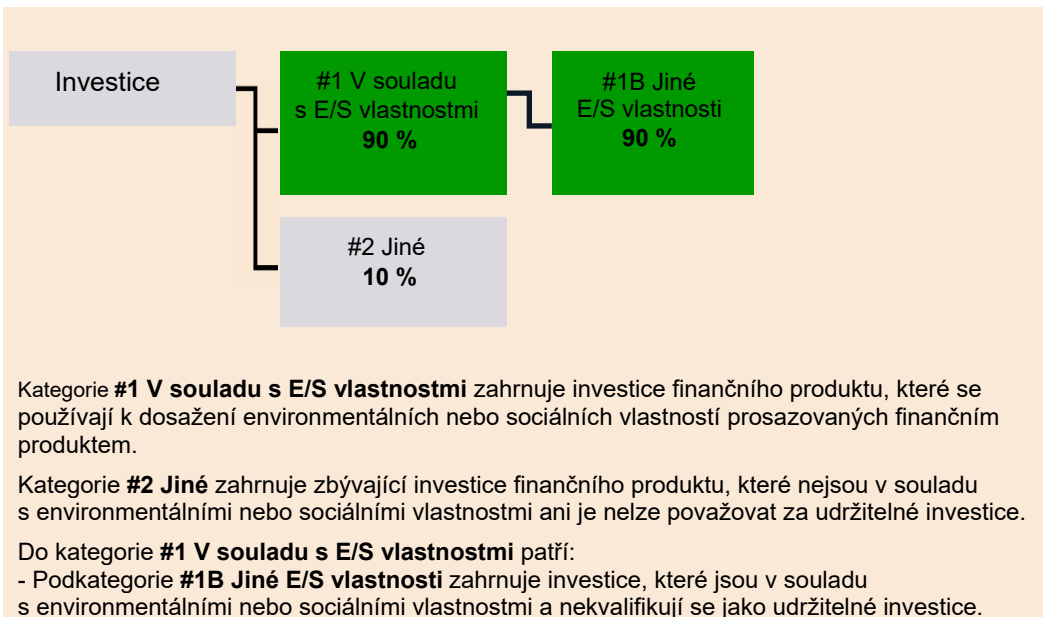 Investice
#1 V souladu
s E/S vlastnostmi
90 %
#1B Jiné
E/S vlastnosti
90 %
#2 Jiné
10 %
Kategorie #1 V souladu s E/S vlastnostmi zahrnuje investice finančního produktu, které se
používají k dosažení environmentálních nebo sociálních vlastností prosazovaných finančním
produktem.
Kategorie #2 Jiné zahrnuje zbývající investice finančního produktu, které nejsou v souladu
s environmentálními nebo sociálními vlastnostmi ani je nelze považovat za udržitelné investice.
Do kategorie #1 V souladu s E/S vlastnostmi patří:
- Podkategorie #1B Jiné E/S vlastnosti zahrnuje investice, které jsou v souladu
s environmentálními nebo sociálními vlastnostmi a nekvalifikují se jako udržitelné investice.